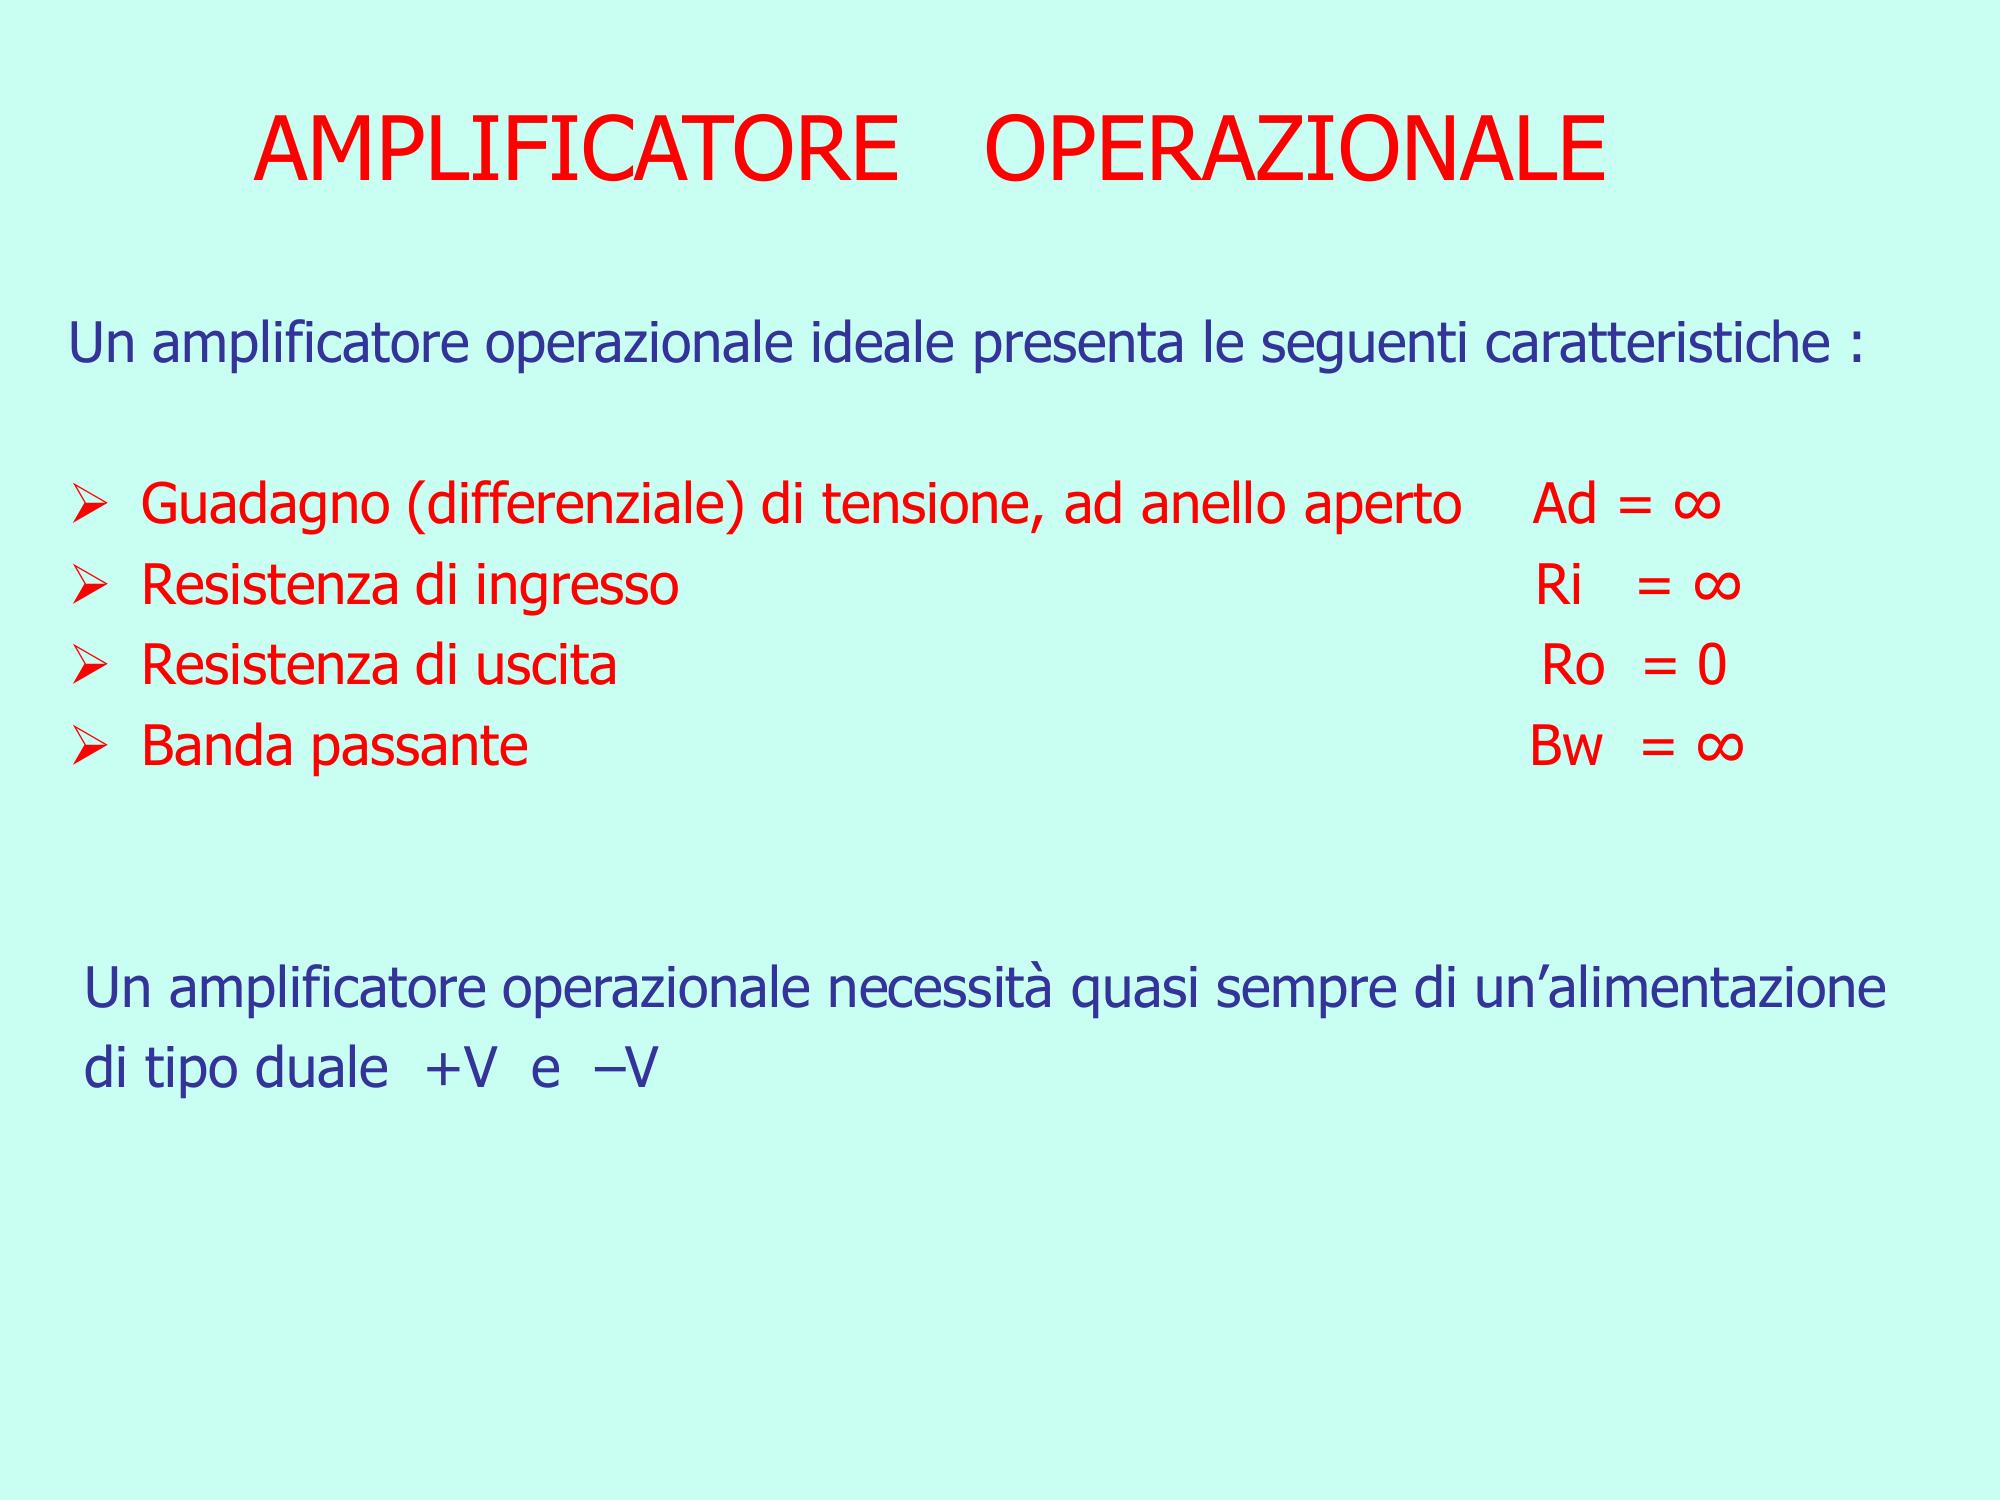 AMPLIFICATORE OPERAZIONALE
Un amplificatore operazionale ideale presenta le seguenti caratteristiche :
➢ Guadagno (differenziale) di tensione, ad anello aperto Ad = ∞
➢ Resistenza di ingresso Ri = ∞
➢ Resistenza di uscita Ro = 0
➢ Banda passante Bw = ∞
Un amplificatore operazionale necessità quasi sempre di un’alimentazione
di tipo duale +V e –V